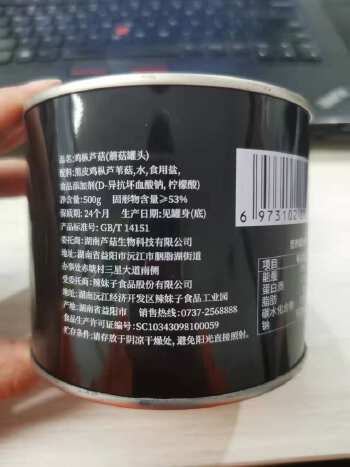 品名:鸡枞芦菇(蘑菇罐头)
配料:黑皮鸡枞芦苇菇,水,食用盐,
食品添加剂(D-异抗坏血酸钠,柠檬酸)
净含量:500g 固形物含量≥53%
保质期:24个月 生产日期:见罐身(底)
产品标准号:GB/T 14151
委托商:湖南芦菇生物科技有限公司
地址:湖南省益阳市沅江市胭脂湖街道
办事处赤塘村三星大道南侧
受委托商:辣妹子食品股份有限公司
地址:湖南沅江经济开发区辣妹子食品工业园
产地:湖南省益阳市 销售热线:0737-2568888
食品生产许可证编号:SC10343098100059
贮存条件:请存放于阴凉干燥处,避免阳光直接照射。
6 973102
项目
能量
蛋白质
脂肪
碳水化合物
钠